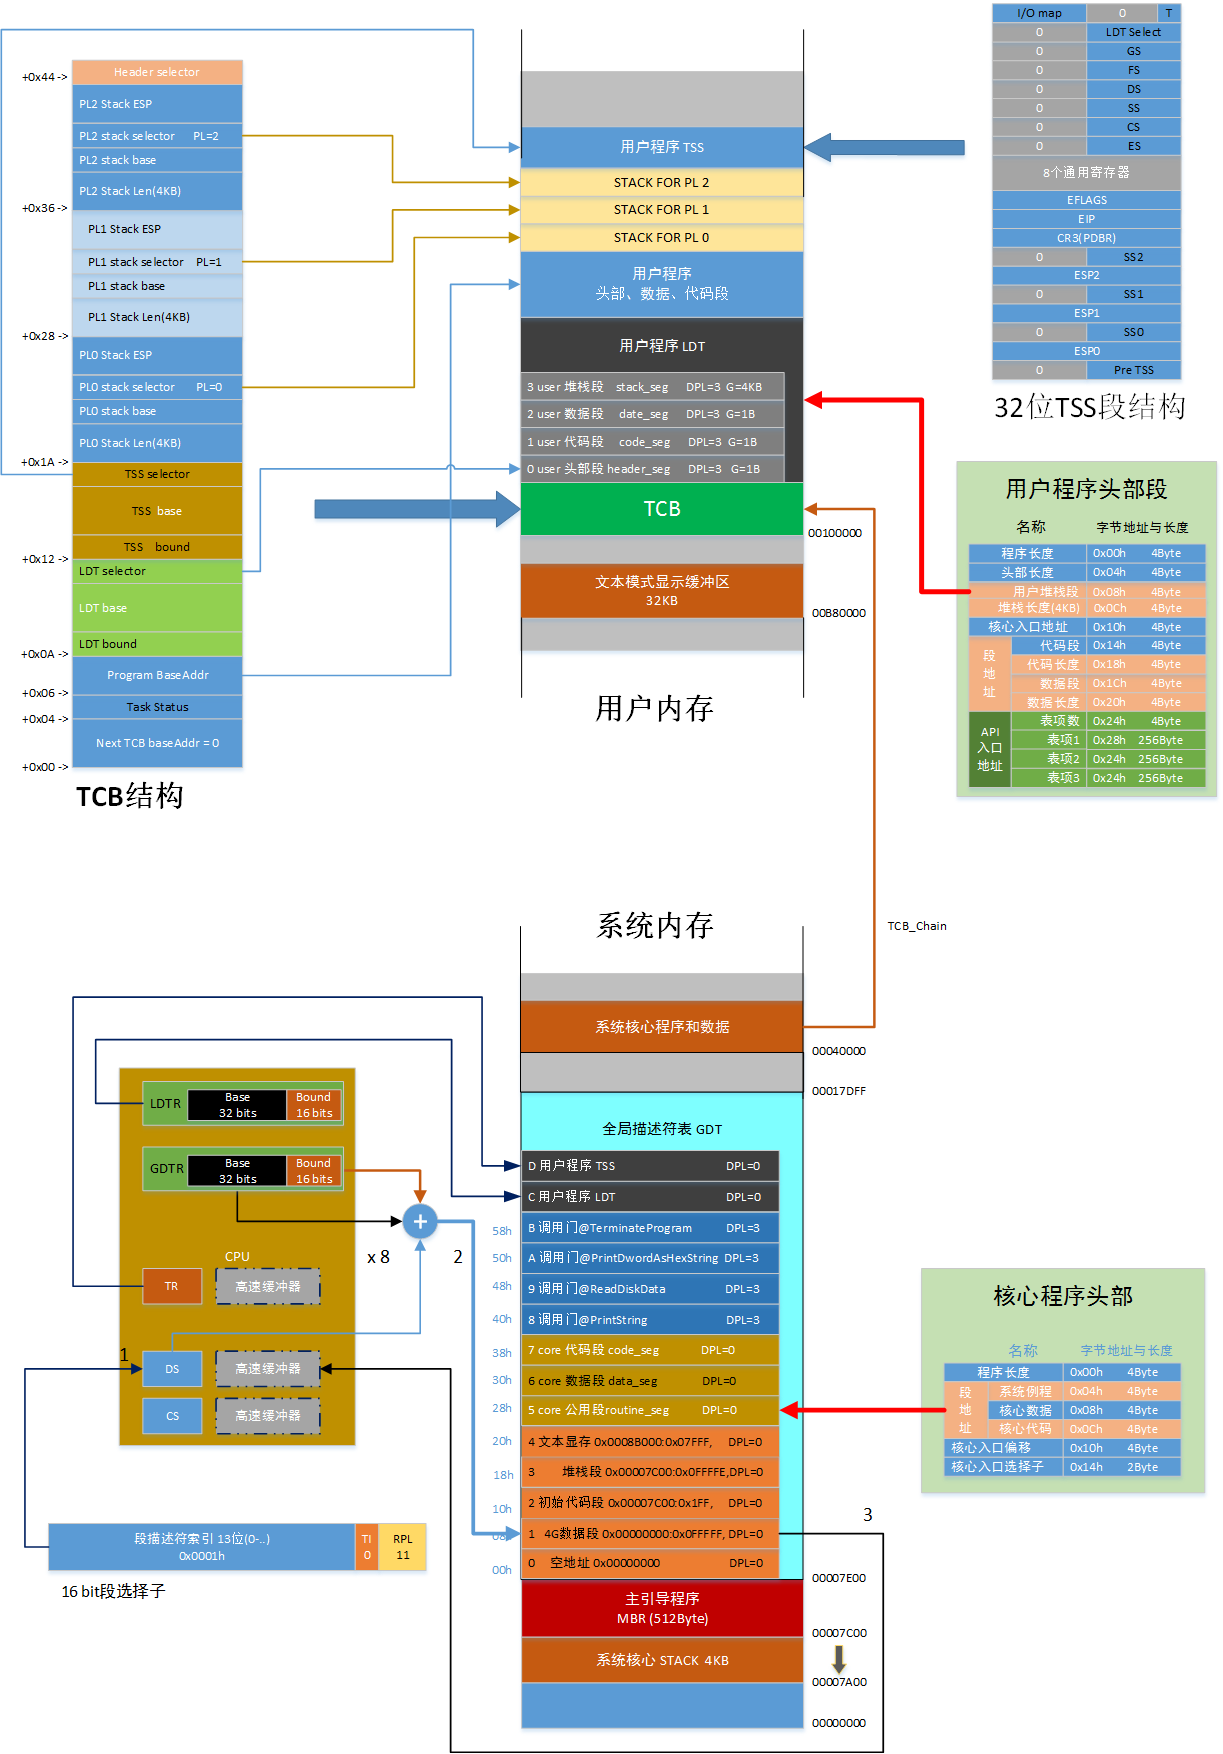 +0x44 ->
Header selector
PL2 Stack ESP
PL2 stack selector PL=2
PL2 stack base
PL2 Stack Len(4KB)
+0x36 ->
PL1 Stack ESP
PL1 stack selector PL=1
PL1 stack base
PL1 Stack Len(4KB)
+0x28 ->
PL0 Stack ESP
PL0 stack selector PL=0
PL0 stack base
PL0 Stack Len(4KB)
+0x1A ->
TSS selector
TSS base
TSS bound
+0x12 ->
LDT selector
LDT base
LDT bound
+0x0A ->
Program BaseAddr
+0x06 ->
Task Status
+0x04 ->
Next TCB baseAddr = 0
+0x00 ->
TCB结构
用户程序 TSS
STACK FOR PL 2
STACK FOR PL 1
STACK FOR PL 0
用户程序
头部、数据、代码段
用户程序 LDT
3 user 堆栈段 stack_seg DPL=3 G=4KB
2 user 数据段 date_seg DPL=3 G=1B
1 user 代码段 code_seg DPL=3 G=1B
0 user 头部段 header_seg DPL=3 G=1B
TCB
00100000
文本模式显示缓冲区
32KB
00B80000
用户内存
I/O map 0 T
0 LDT Select
0 GS
0 FS
0 DS
0 SS
0 CS
0 ES
8个通用寄存器
EFLAGS
EIP
CR3(PDBR)
0 SS2
ESP2
0 SS1
ESP1
0 SS0
ESP0
0 Pre TSS
32位TSS段结构
用户程序头部段
名称 字节地址与长度
程序长度 0x00h 4Byte
头部长度 0x04h 4Byte
用户堆栈段 0x08h 4Byte
堆栈长度(4KB) 0x0Ch 4Byte
核心入口地址 0x10h 4Byte
段地址
代码段 0x14h 4Byte
代码长度 0x18h 4Byte
数据段 0x1Ch 4Byte
数据长度 0x20h 4Byte
API
入口
地址
表项数 0x24h 4Byte
表项1 0x28h 256Byte
表项2 0x24h 256Byte
表项3 0x24h 256Byte
系统内存
TCB_Chain
系统核心程序和数据
00040000
00017DFF
全局描述符表 GDT
D 用户程序 TSS DPL=0
C 用户程序 LDT DPL=0
58h B 调用门@TerminateProgram DPL=3
50h A 调用门@PrintDwordAsHexString DPL=3
48h 9 调用门@ReadDiskData DPL=3
40h 8 调用门@PrintString DPL=3
38h 7 core 代码段 code_seg DPL=0
30h 6 core 数据段 data_seg DPL=0
28h 5 core 公用段routine_seg DPL=0
20h 4 文本显存 0x0008B000:0x07FFF, DPL=0
18h 3 堆栈段 0x00007C00:0x0FFFFE,DPL=0
10h 2 初始代码段 0x00007C00:0x1FF, DPL=0
1 4G数据段 0x00000000:0x0FFFFF, DPL=0
00h 0 空地址 0x00000000 DPL=0
00007E00
主引导程序
MBR (512Byte)
00007C00
系统核心 STACK 4KB
00007A00
00000000
LDTR
Base
32 bits
Bound
16 bits
GDTR
Base
32 bits
Bound
16 bits
+
x 8
2
CPU
TR 高速缓冲器
1
DS 高速缓冲器
CS 高速缓冲器
3
段描述符索引 13位(0-..)
0x0001h
TI
0
RPL
11
16 bit段选择子
核心程序头部
名称 字节地址与长度
程序长度 0x00h 4Byte
段地址
系统例程 0x04h 4Byte
核心数据 0x08h 4Byte
核心代码 0x0Ch 4Byte
核心入口偏移 0x10h 4Byte
核心入口选择子 0x14h 2Byte